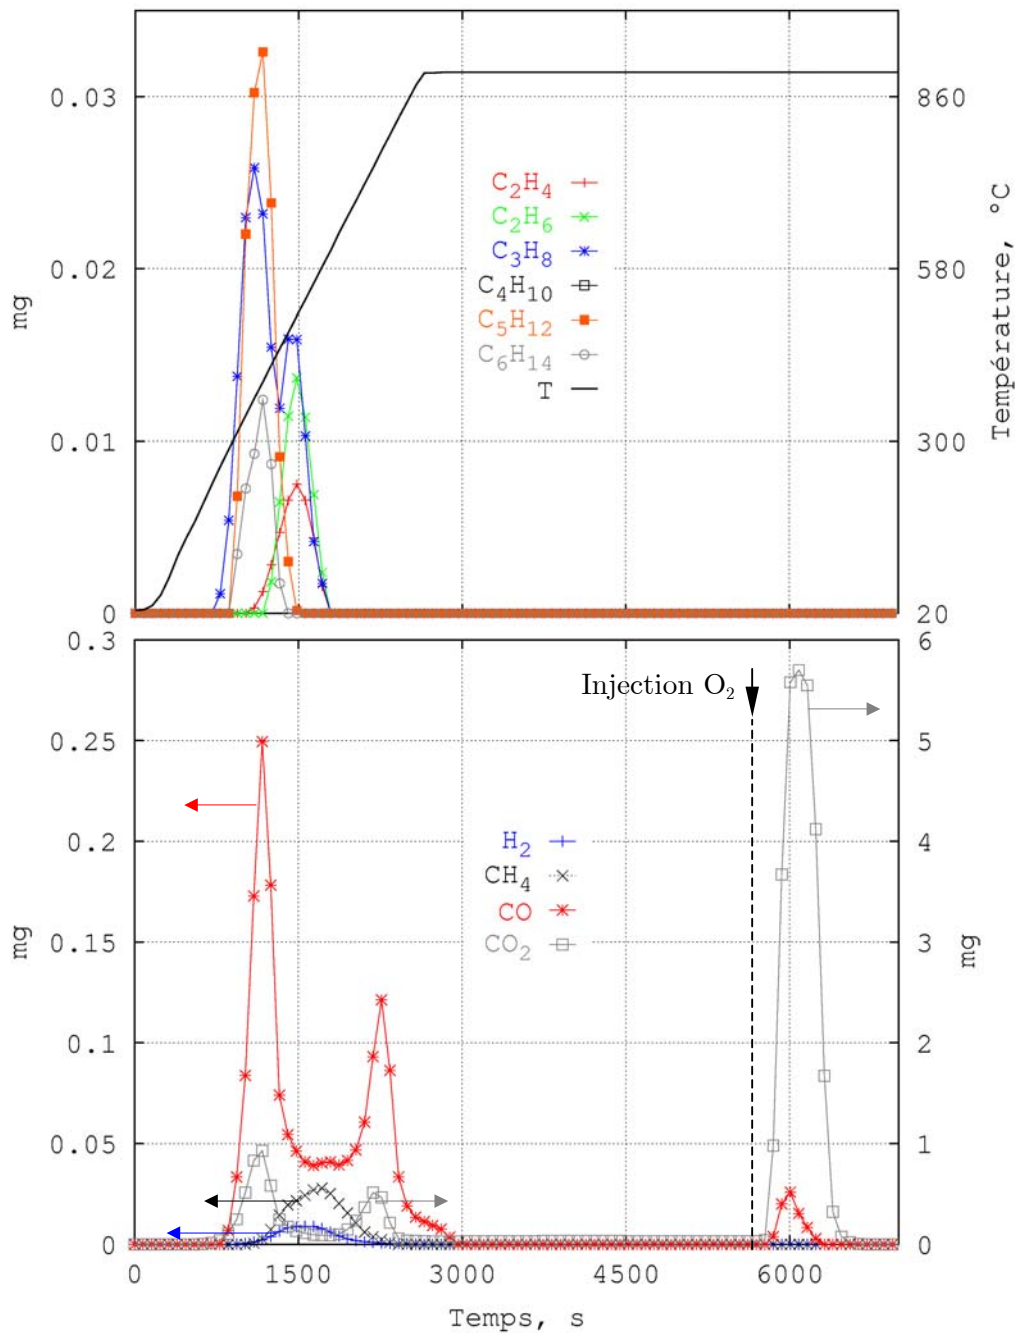 0.03
0.02
0.01
0
mg
860
580
300
20
Température, °C
C₂H₄
C₂H₆
C₃H₈
C₄H₁₀
C₅H₁₂
C₆H₁₄
T
0.3
0.25
0.2
0.15
0.1
0.05
0
mg
6
5
4
3
2
1
0
mg
Injection O₂
H₂
CH₄
CO
CO₂
0 1500 3000 4500 6000
Temps, s